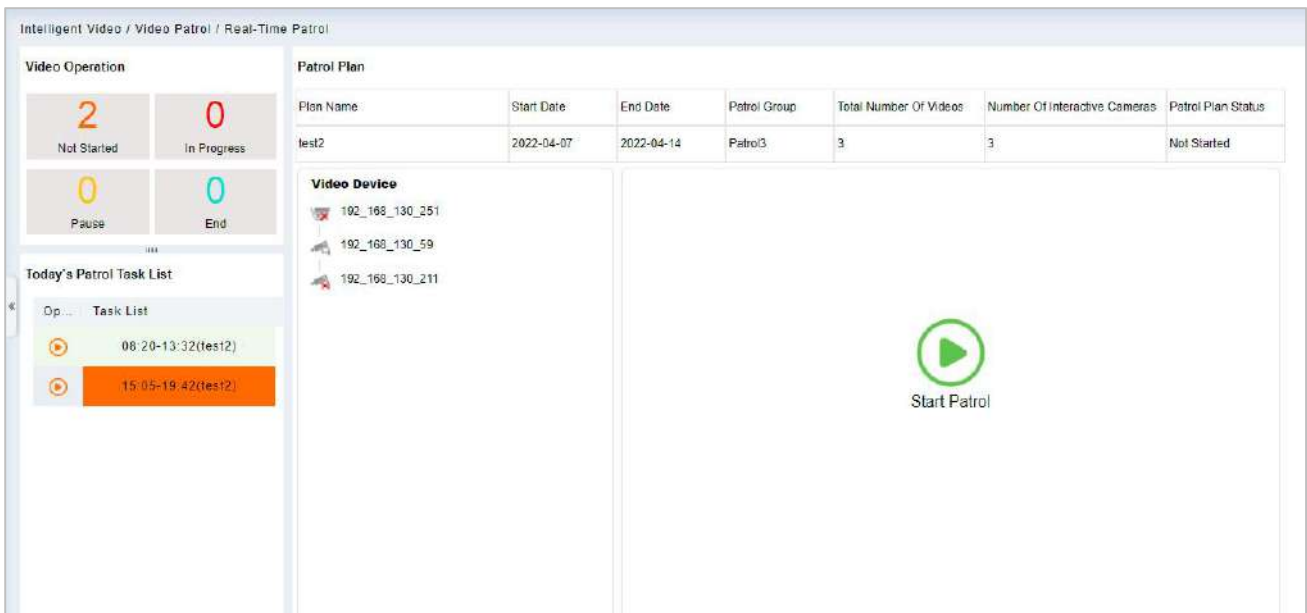 Intelligent Video / Video Patrol / Real-Time Patrol
Video Operation
2
Not Started
0
In Progress
0
Pause
0
End
Today's Patrol Task List
Op... Task List
08:20-13:32(test2)
15:05-19:42(test2)
Patrol Plan
Plan Name Start Date End Date Patrol Group Total Number Of Videos Number Of Interactive Cameras Patrol Plan Status
test2 2022-04-07 2022-04-14 Patrol3 3 3 Not Started
Video Device
192_168_130_251
192_168_130_59
192_168_130_211
Start Patrol